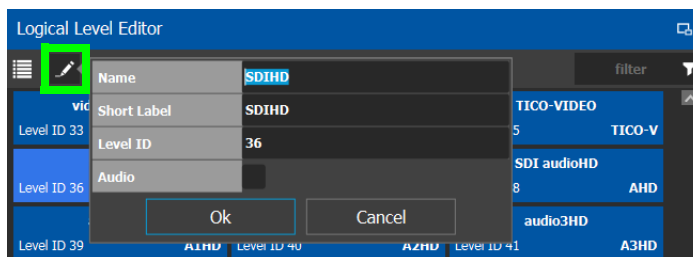 Logical Level Editor
filter
Name SDIHD
Short Label SDIHD
Level ID 36
Audio
Ok Cancel
vid
Level ID 33
TICO-VIDEO
5 TICO-V
Level ID 36
SDI audioHD
8 AHD
Level ID 39 A1HD
Level ID 40 A2HD
audio3HD
Level ID 41 A3HD